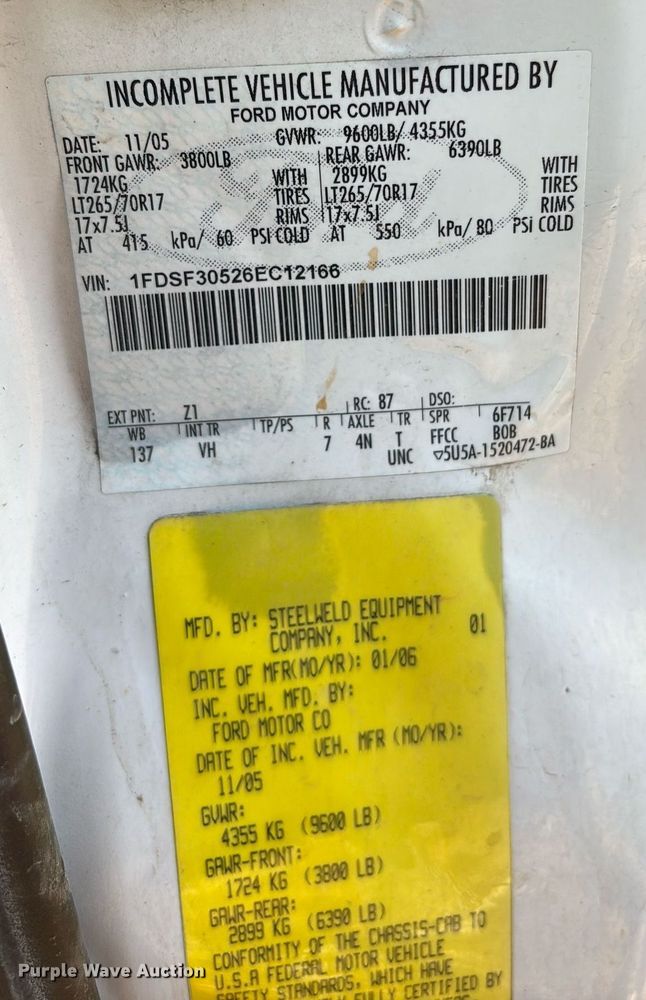 INCOMPLETE VEHICLE MANUFACTURED BY
FORD MOTOR COMPANY
DATE: 11/05 GVWR: 9600LB/ 4355KG
FRONT GAWR: 3800LB REAR GAWR: 6390LB
1724KG WITH 2899KG WITH
LT265/70R17 TIRES LT265/70R17 TIRES
17x7.5J RIMS 17x7.5J RIMS
AT 415 kPa/ 60 PSI COLD AT 550 kPa/ 80 PSi COLD
VIN: 1FDSF30526EC12166
EXT PNT: Z1 RC: 87 DSO:
WB INT TR TP/PS R AXLE TR SPR 6F714
137 VH 7 4N T FFCC BOB
UNC ▽5U5A-1520472-BA
MFD. BY: STEELWELD EQUIPMENT
COMPANY, INC. 01
DATE OF MFR(MO/YR): 01/06
INC. VEH. MFD. BY:
FORD MOTOR CO
DATE OF INC. VEH. MFR (MO/YR):
11/05
GVWR:
4355 KG (9600 LB)
GAWR-FRONT:
1724 KG (3800 LB)
GAWR-REAR:
2899 KG (6390 LB)
CONFORMITY OF THE CHASSIS-CAB TO
U.S.A FEDERAL MOTOR VEHICLE
SAFETY STANDARDS, WHICH HAVE
FULLY CERTIFIED BY
Purple Wave Auction